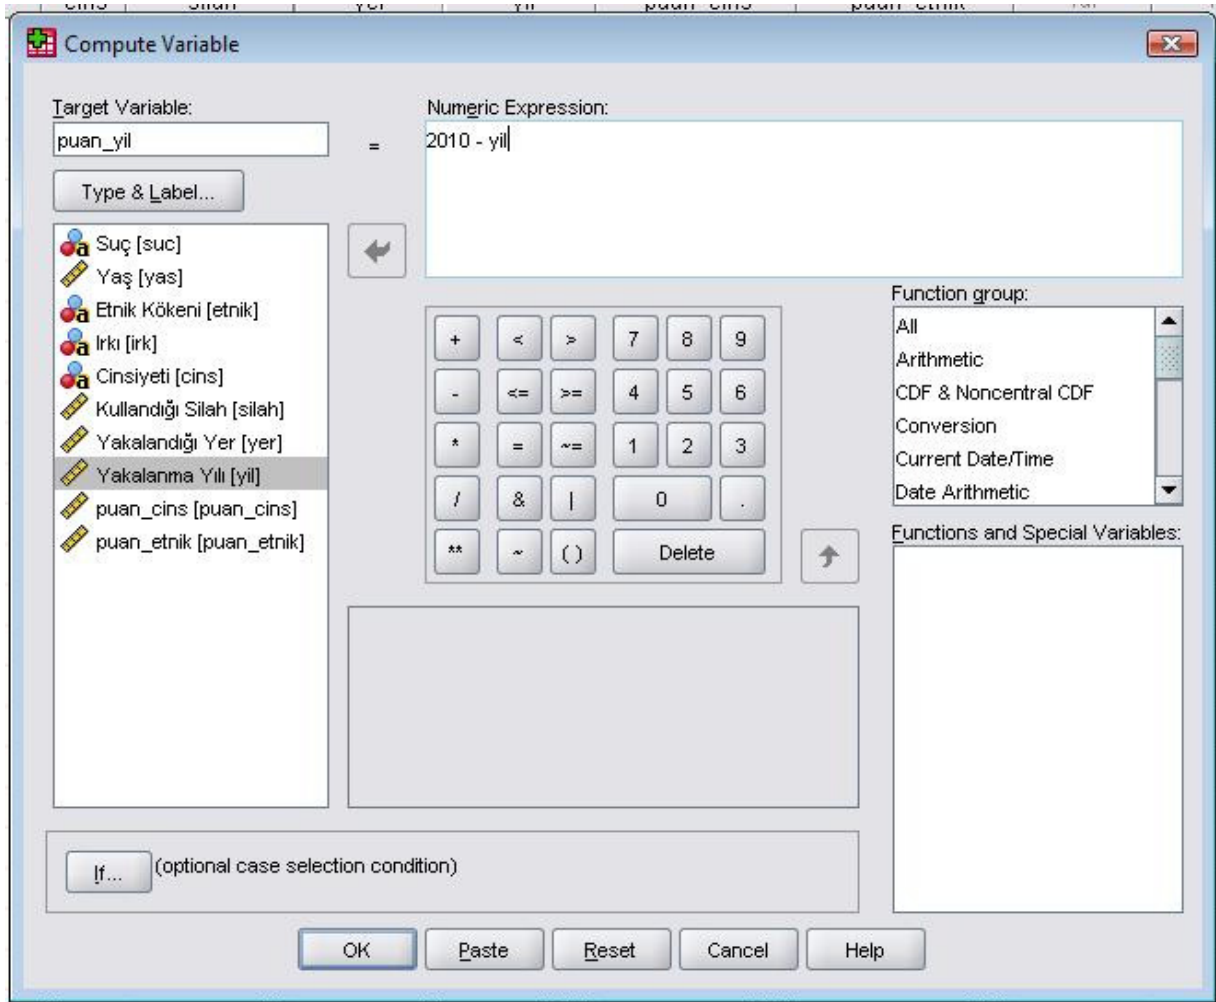 Compute Variable
Target Variable:
puan_yil
=
Numeric Expression:
2010 - yil
Type & Label...
Suç [suc]
Yaş [yas]
Etnik Kökeni [etnik]
Irkı [irk]
Cinsiyeti [cins]
Kullandığı Silah [silah]
Yakalandığı Yer [yer]
Yakalanma Yılı [yil]
puan_cins [puan_cins]
puan_etnik [puan_etnik]
+ < > 7 8 9
- <= >= 4 5 6
* = ~= 1 2 3
/ & | 0 .
** ~ ( ) Delete
Function group:
All
Arithmetic
CDF & Noncentral CDF
Conversion
Current Date/Time
Date Arithmetic
Functions and Special Variables:
If... (optional case selection condition)
OK Paste Reset Cancel Help